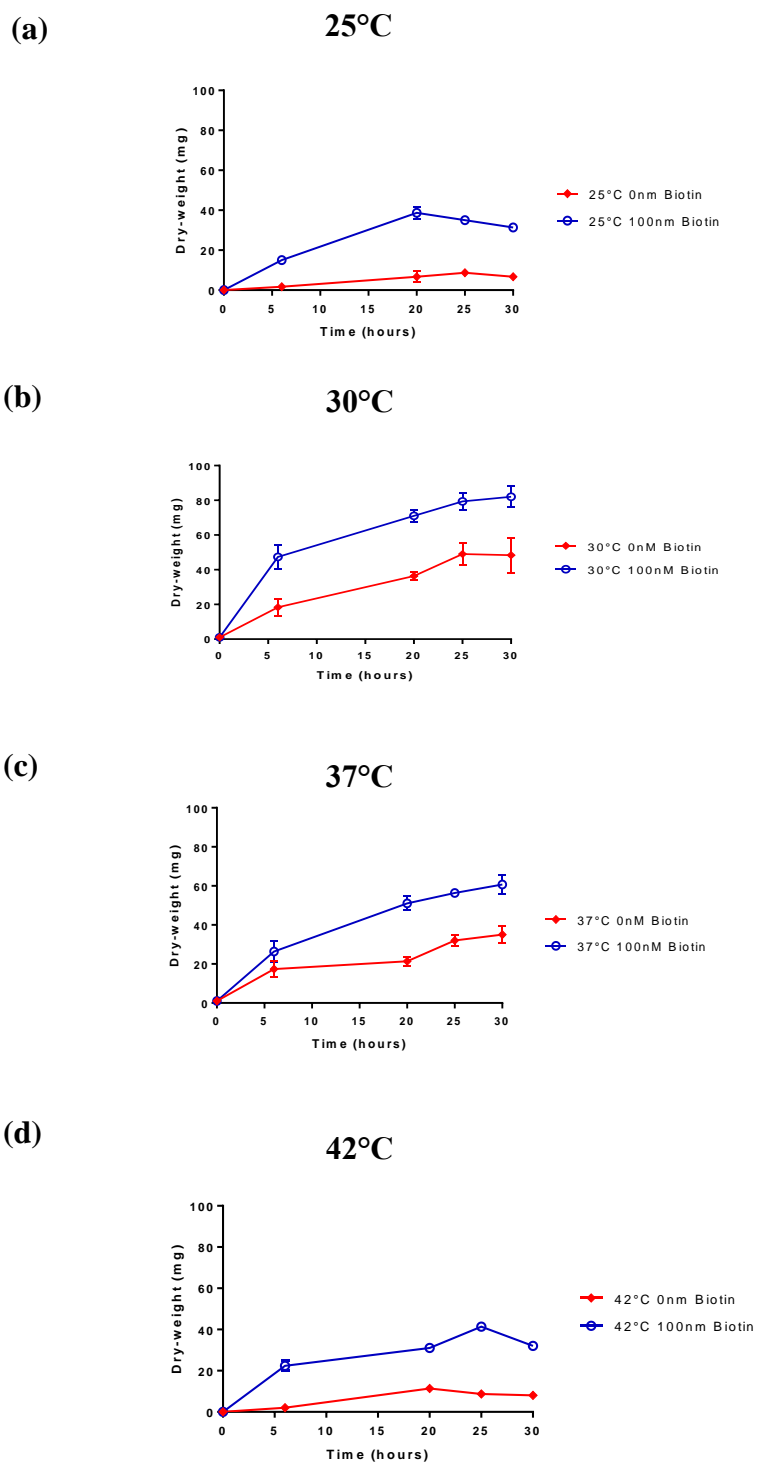 (a)
25°C
100
80
60
40
20
0
Dry-weight (mg)
0 5 10 15 20 25 30
Time (hours)
25°C 0nm Biotin
25°C 100nm Biotin
(b)
30°C
100
80
60
40
20
0
Dry-weight (mg)
0 5 10 15 20 25 30
Time (hours)
30°C 0nM Biotin
30°C 100nM Biotin
(c)
37°C
100
80
60
40
20
0
Dry-weight (mg)
0 5 10 15 20 25 30
Time (hours)
37°C 0nM Biotin
37°C 100nM Biotin
(d)
42°C
100
80
60
40
20
0
Dry-weight (mg)
0 5 10 15 20 25 30
Time (hours)
42°C 0nm Biotin
42°C 100nm Biotin